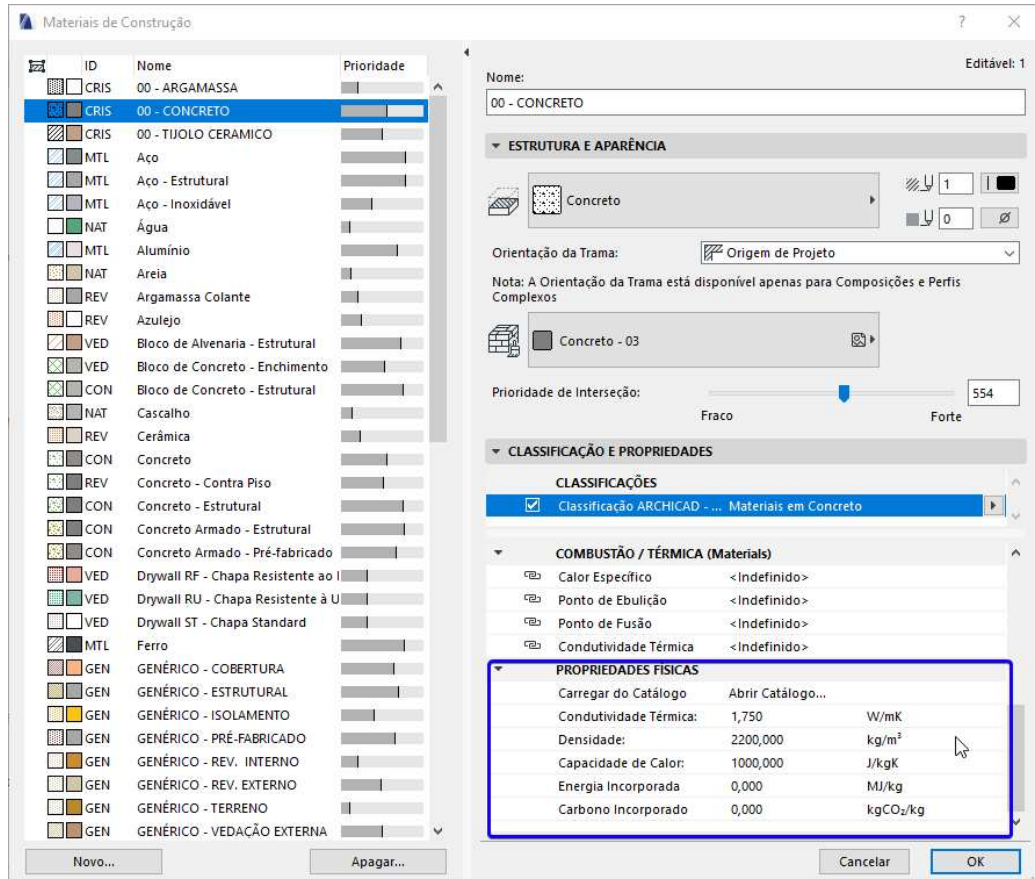 Materiais de Construção
ID Nome Prioridade
CRIS 00 - ARGAMASSA
CRIS 00 - CONCRETO
CRIS 00 - TIJOLO CERAMICO
MTL Aço
MTL Aço - Estrutural
MTL Aço - Inoxidável
NAT Água
MTL Alumínio
NAT Areia
REV Argamassa Colante
REV Azulejo
VED Bloco de Alvenaria - Estrutural
VED Bloco de Concreto - Enchimento
CON Bloco de Concreto - Estrutural
NAT Cascalho
REV Cerâmica
CON Concreto
REV Concreto - Contra Piso
CON Concreto - Estrutural
CON Concreto Armado - Estrutural
CON Concreto Armado - Pré-fabricado
VED Drywall RF - Chapa Resistente ao
VED Drywall RU - Chapa Resistente à U
VED Drywall ST - Chapa Standard
MTL Ferro
GEN GENÉRICO - COBERTURA
GEN GENÉRICO - ESTRUTURAL
GEN GENÉRICO - ISOLAMENTO
GEN GENÉRICO - PRÉ-FABRICADO
GEN GENÉRICO - REV. INTERNO
GEN GENÉRICO - REV. EXTERNO
GEN GENÉRICO - TERRENO
GEN GENÉRICO - VEDAÇÃO EXTERNA
Novo... Apagar...
Editável: 1
Nome:
00 - CONCRETO
ESTRUTURA E APARÊNCIA
Concreto
1
0
Orientação da Trama: Origem de Projeto
Nota: A Orientação da Trama está disponível apenas para Composições e Perfis
Complexos
Concreto - 03
Prioridade de Interseção: 554
Fraco Forte
CLASSIFICAÇÃO E PROPRIEDADES
CLASSIFICAÇÕES
Classificação ARCHICAD - ... Materiais em Concreto
COMBUSTÃO / TÉRMICA (Materials)
Calor Específico <Indefinido>
Ponto de Ebulição <Indefinido>
Ponto de Fusão <Indefinido>
Condutividade Térmica <Indefinido>
PROPRIEDADES FÍSICAS
Carregar do Catálogo Abrir Catálogo...
Condutividade Térmica: 1,750 W/mK
Densidade: 2200,000 kg/m³
Capacidade de Calor: 1000,000 J/kgK
Energia Incorporada 0,000 MJ/kg
Carbono Incorporado 0,000 kgCO₂/kg
Cancelar OK